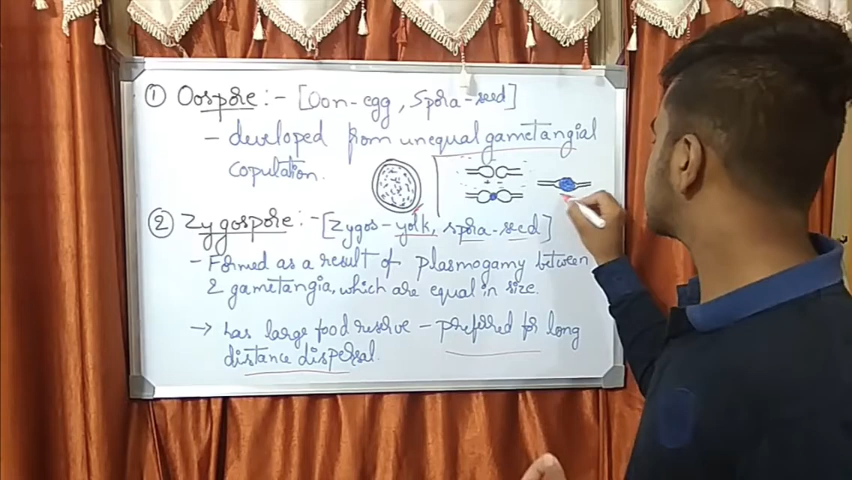 ① Oospore :- [Oon-egg, Spora-seed]
- developed from unequal gametangial
copulation.
② Zygospore :- [Zygos-yolk, spora-seed]
- Formed as a result of plasmogamy between
2 gametangia, which are equal in size.
→ has large food reserve - preferred for long
distance dispersal.